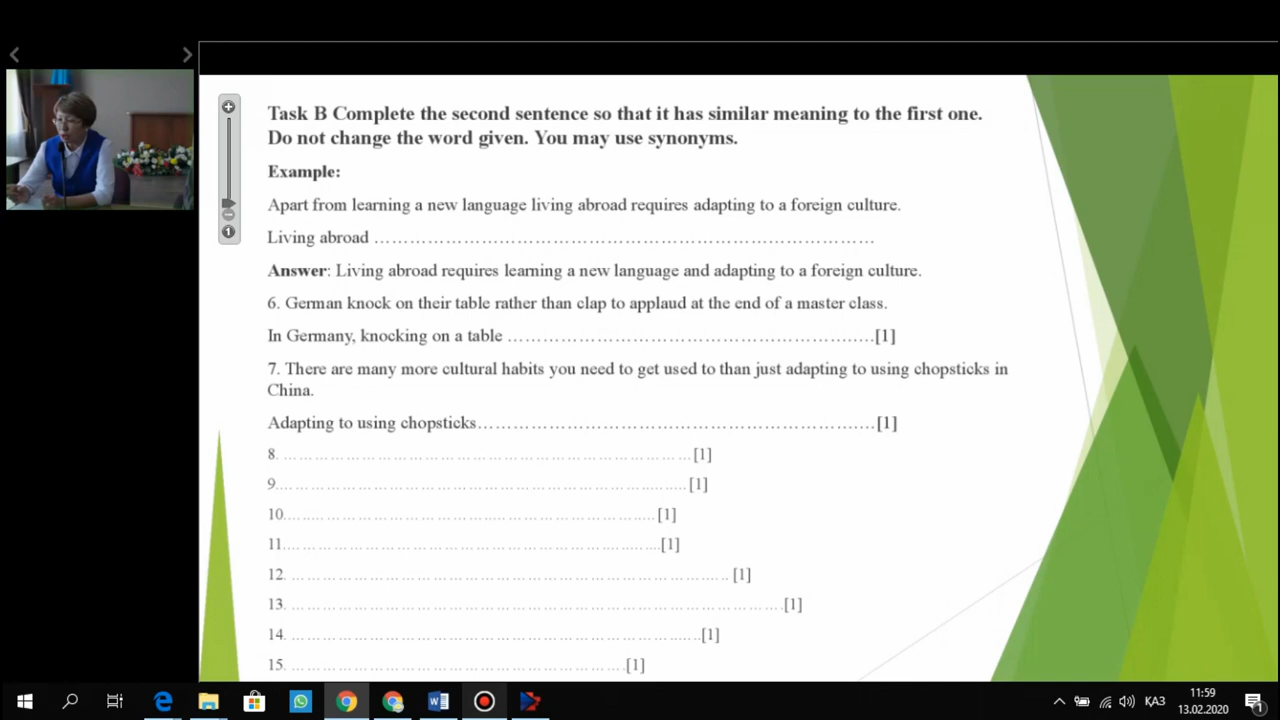 Task B Complete the second sentence so that it has similar meaning to the first one.
Do not change the word given. You may use synonyms.
Example:
Apart from learning a new language living abroad requires adapting to a foreign culture.
Living abroad ……………………………………………………………………………
Answer: Living abroad requires learning a new language and adapting to a foreign culture.
6. German knock on their table rather than clap to applaud at the end of a master class.
In Germany, knocking on a table ……………………………………………………….[1]
7. There are many more cultural habits you need to get used to than just adapting to using chopsticks in
China.
Adapting to using chopsticks…………………………………………………………….[1]
8. ………………………………………………………………[1]
9………………………………………………………………..[1]
10…………………………………………………………..[1]
11…………………………………………………………..[1]
12. …………………………………………………………………….. [1]
13. ………………………………………………………………………….[1]
14. ………………………………………………………………..[1]
15. ……………………………………………………[1]
1
ҚАЗ
11:59
13.02.2020
1